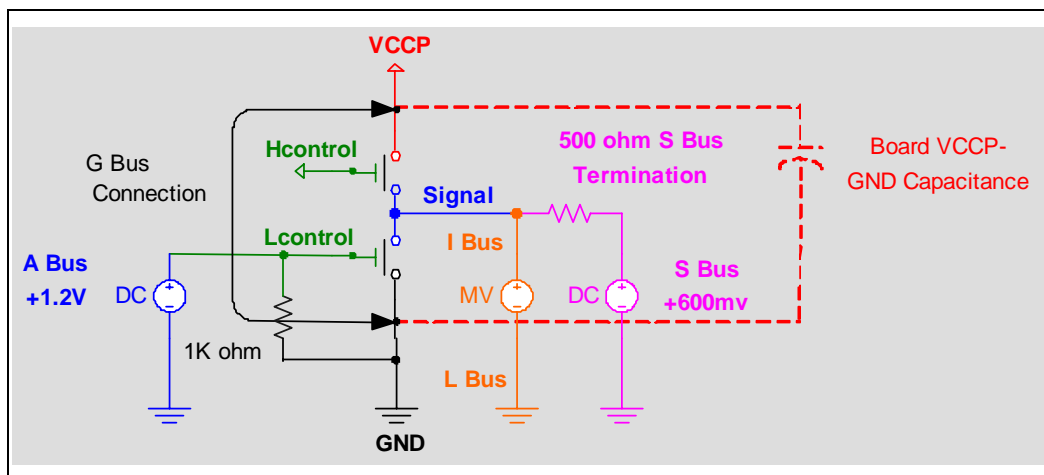 VCCP
G Bus
Connection
Hcontrol
500 ohm S Bus
Termination
Board VCCP-
GND Capacitance
Signal
Lcontrol
I Bus
A Bus
+1.2V
DC
MV
DC
S Bus
+600mv
1K ohm
L Bus
GND